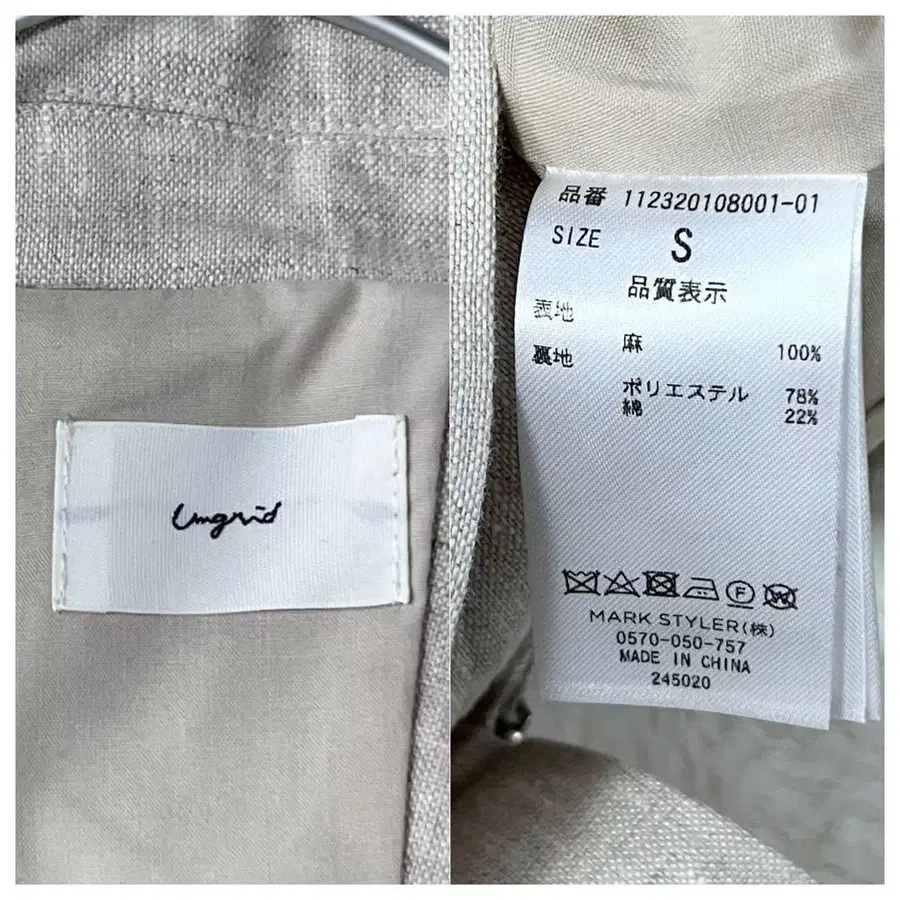 Ungrid
品番 112320108001-01
SIZE S
品質表示
表地
麻 100%
裏地
ポリエステル 78%
綿 22%
F
W
MARK STYLER(株)
0570-050-757
MADE IN CHINA
245020